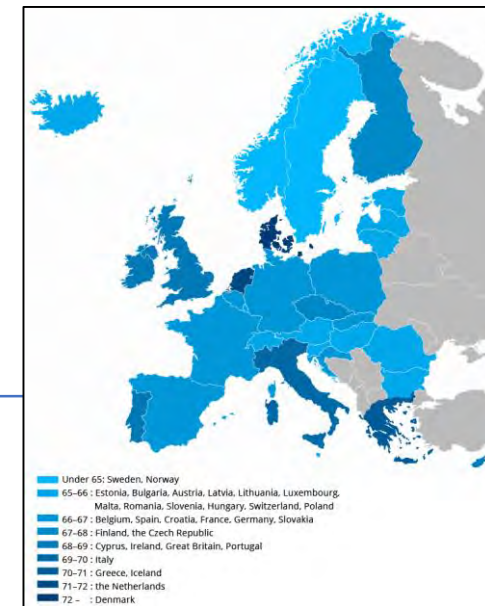 Under 65: Sweden, Norway
65–66 : Estonia, Bulgaria, Austria, Latvia, Lithuania, Luxembourg,
Malta, Romania, Slovenia, Hungary, Switzerland, Poland
66–67 : Belgium, Spain, Croatia, France, Germany, Slovakia
67–68 : Finland, the Czech Republic
68–69 : Cyprus, Ireland, Great Britain, Portugal
69–70 : Italy
70–71 : Greece, Iceland
71–72 : the Netherlands
72 – : Denmark